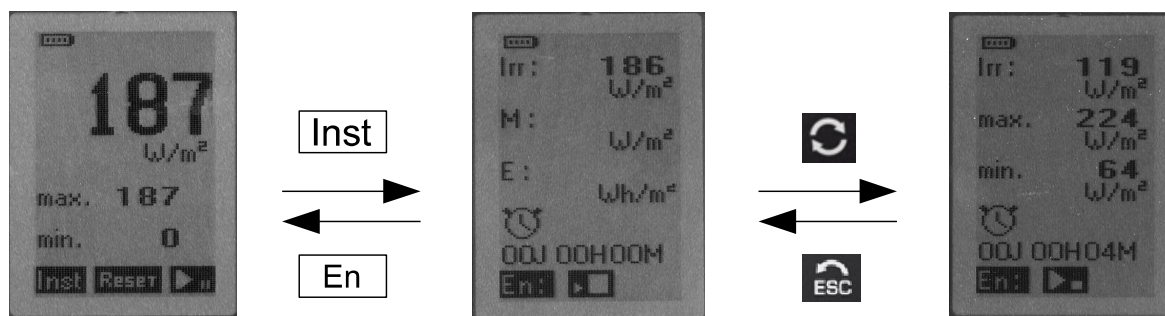 187
W/m²
max. 187
min. 0
Inst RESET
Inst
En
Irr: 186
W/m²
M:
W/m²
E:
Wh/m²
00J 00H00M
En:
ESC
Irr: 119
W/m²
max. 224
W/m²
min. 64
W/m²
00J 00H04M
En: